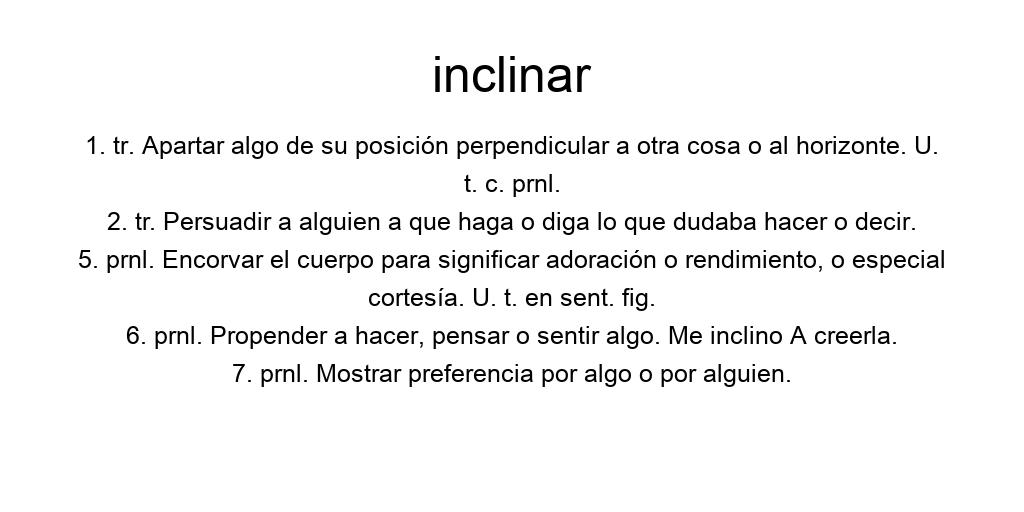 inclinar
1. tr. Apartar algo de su posición perpendicular a otra cosa o al horizonte. U.
t. c. prnl.
2. tr. Persuadir a alguien a que haga o diga lo que dudaba hacer o decir.
5. prnl. Encorvar el cuerpo para significar adoración o rendimiento, o especial
cortesía. U. t. en sent. fig.
6. prnl. Propender a hacer, pensar o sentir algo. Me inclino A creerla.
7. prnl. Mostrar preferencia por algo o por alguien.